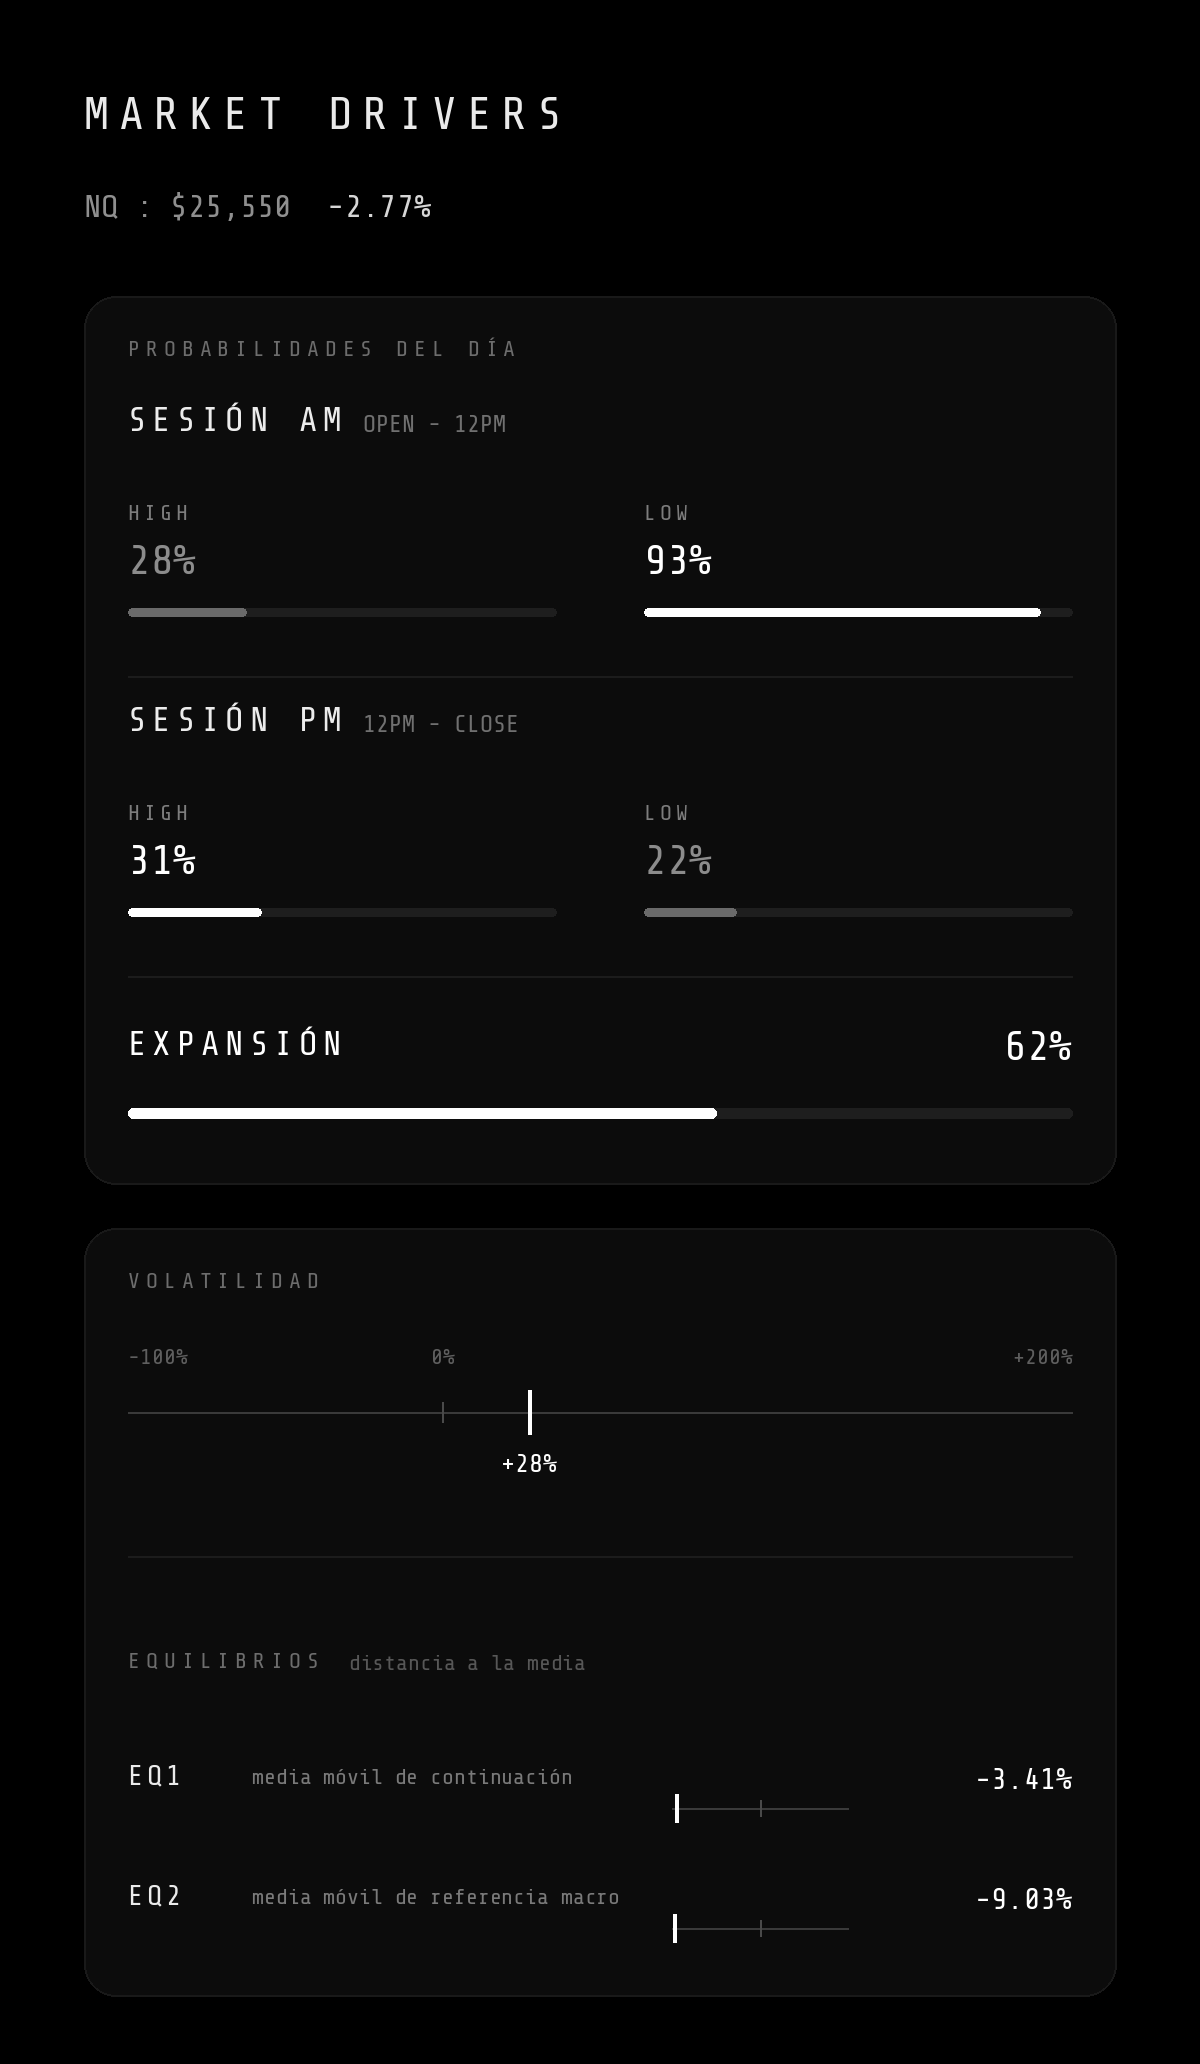 MARKET DRIVERS
NQ : $25,550 -2.77%
PROBABILIDADES DEL DÍA
SESIÓN AM OPEN - 12PM
HIGH LOW
28% 93%
SESIÓN PM 12PM - CLOSE
HIGH LOW
31% 22%
EXPANSIÓN 62%
VOLATILIDAD
-100% 0% +200%
+28%
EQUILIBRIOS distancia a la media
EQ1 media móvil de continuación -3.41%
EQ2 media móvil de referencia macro -9.03%